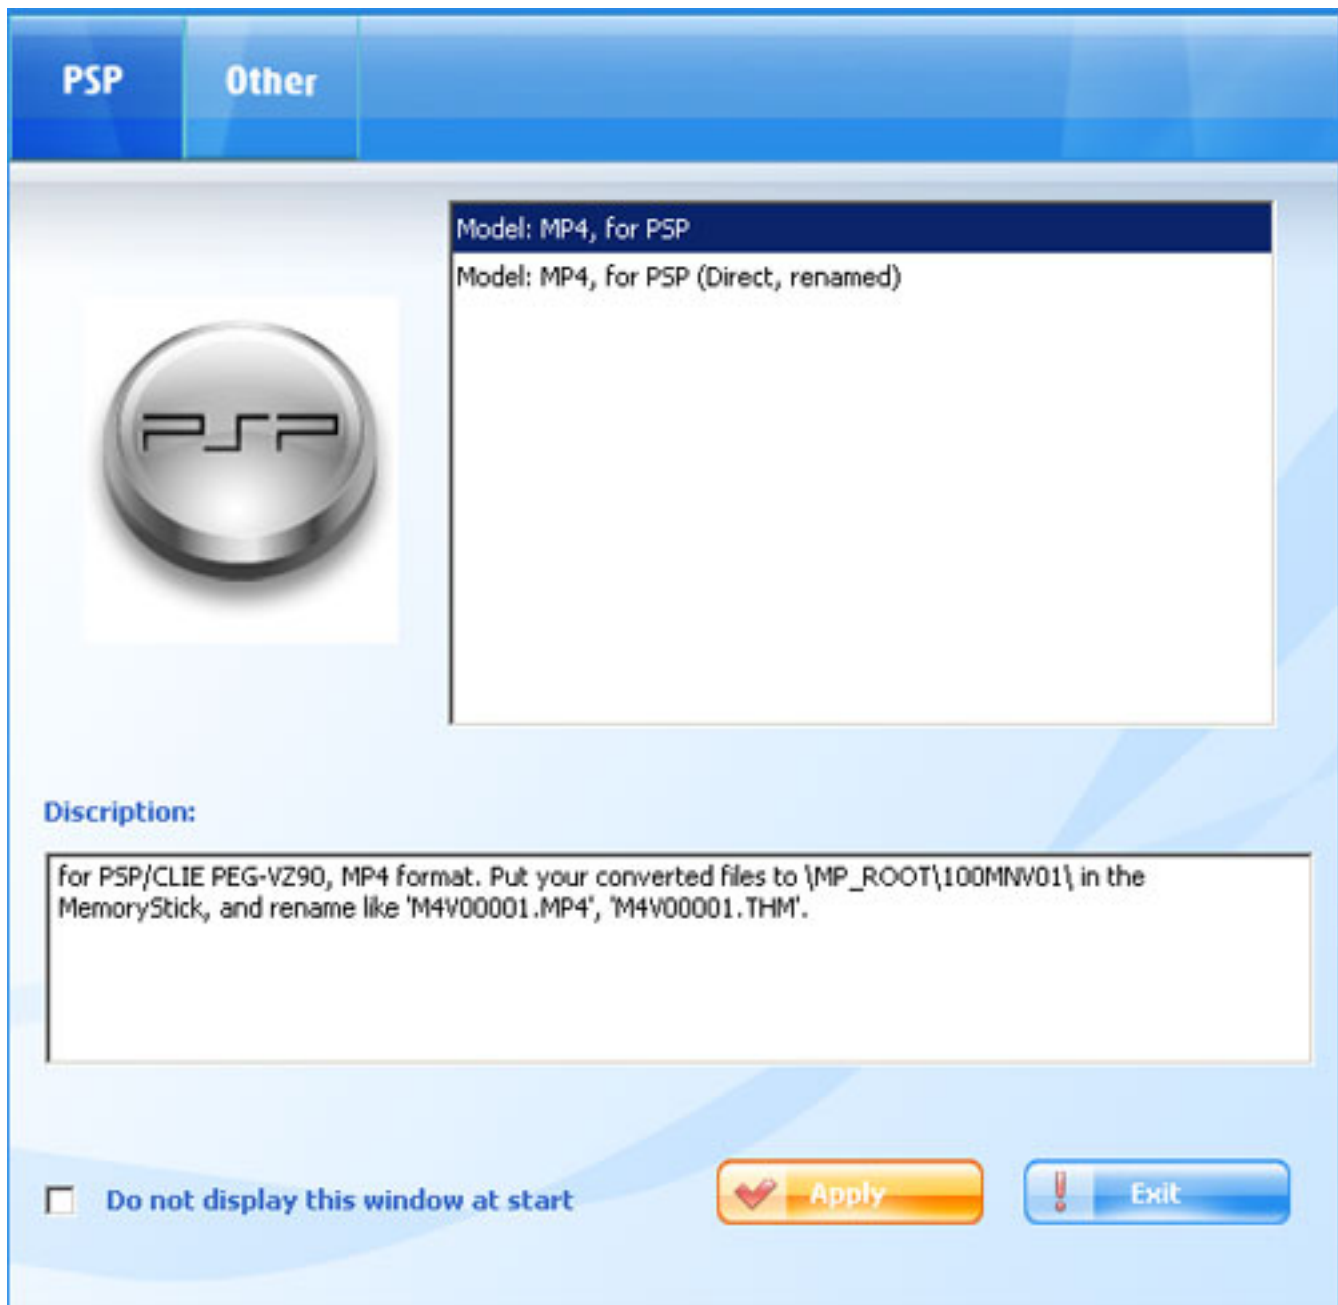 PSP Other
Model: MP4, for PSP
Model: MP4, for PSP (Direct, renamed)
PSP
Discription:
for PSP/CLIE PEG-VZ90, MP4 format. Put your converted files to \MP_ROOT\100MNV01\ in the
MemoryStick, and rename like 'M4V00001.MP4', 'M4V00001.THM'.
Do not display this window at start
Apply
Exit